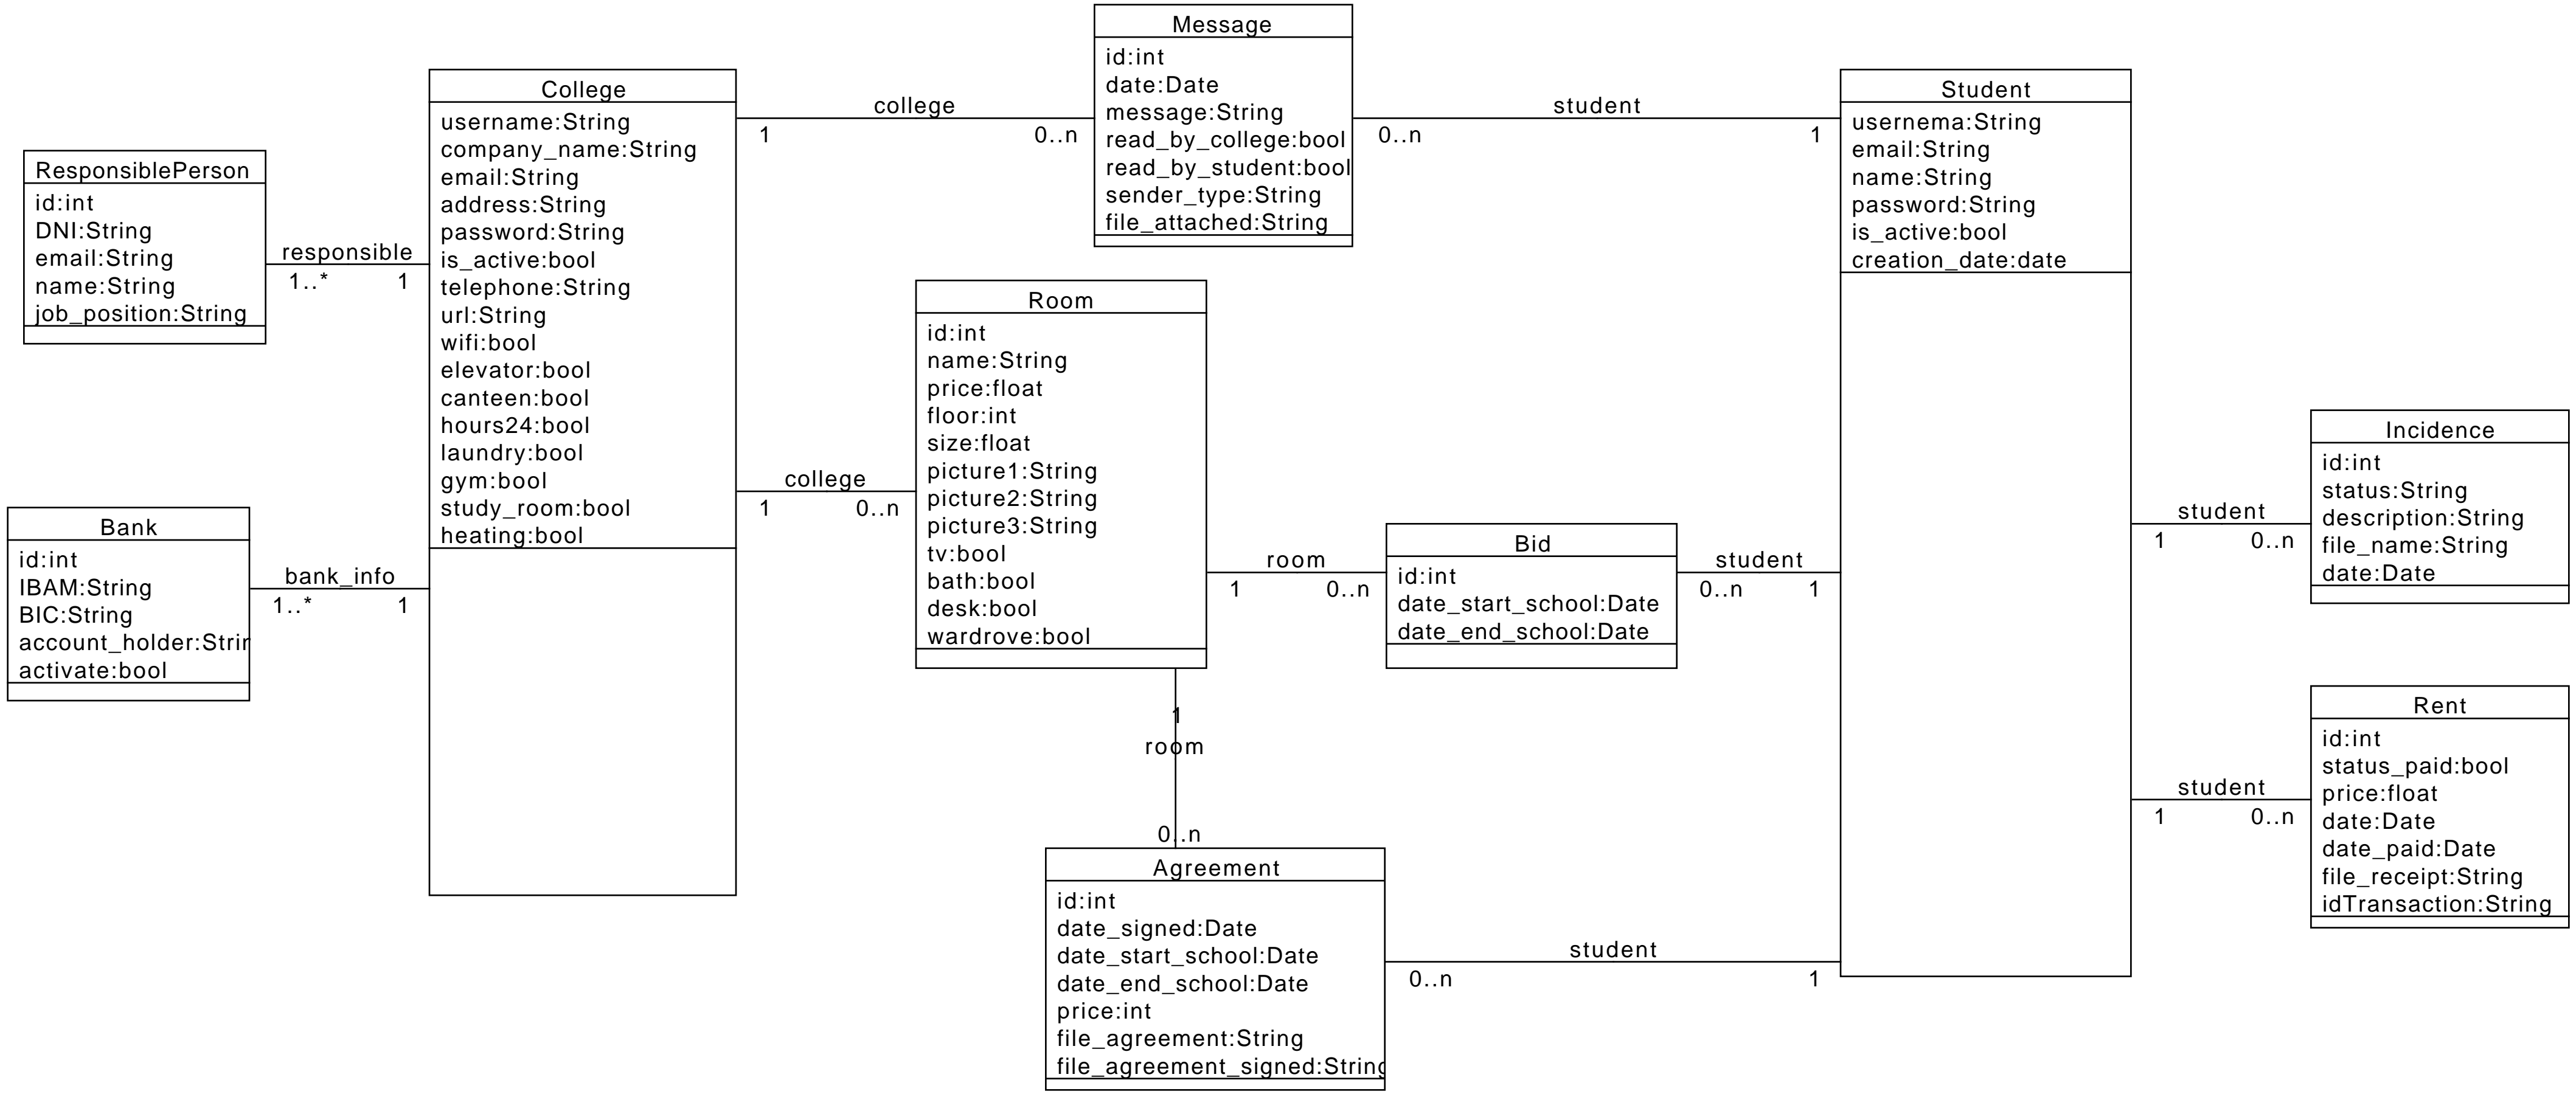 Message
id:int
date:Date
message:String
read_by_college:bool
read_by_student:bool
sender_type:String
file_attached:String
College
username:String
company_name:String
email:String
address:String
password:String
is_active:bool
telephone:String
url:String
wifi:bool
elevator:bool
canteen:bool
hours24:bool
laundry:bool
gym:bool
study_room:bool
heating:bool
Student
usernema:String
email:String
name:String
password:String
is_active:bool
creation_date:date
college
1 0..n
student
0..n 1
ResponsiblePerson
id:int
DNI:String
email:String
name:String
job_position:String
responsible
1..* 1
Room
id:int
name:String
price:float
floor:int
size:float
picture1:String
picture2:String
picture3:String
tv:bool
bath:bool
desk:bool
wardrove:bool
college
1 0..n
Bank
id:int
IBAM:String
BIC:String
account_holder:Strin
activate:bool
bank_info
1..* 1
room
1 0..n
Bid
id:int
date_start_school:Date
date_end_school:Date
student
0..n 1
Incidence
id:int
status:String
description:String
file_name:String
date:Date
student
1 0..n
Rent
id:int
status_paid:bool
price:float
date:Date
date_paid:Date
file_receipt:String
idTransaction:String
student
1 0..n
1
room
0..n
Agreement
id:int
date_signed:Date
date_start_school:Date
date_end_school:Date
price:int
file_agreement:String
file_agreement_signed:String
student
0..n 1